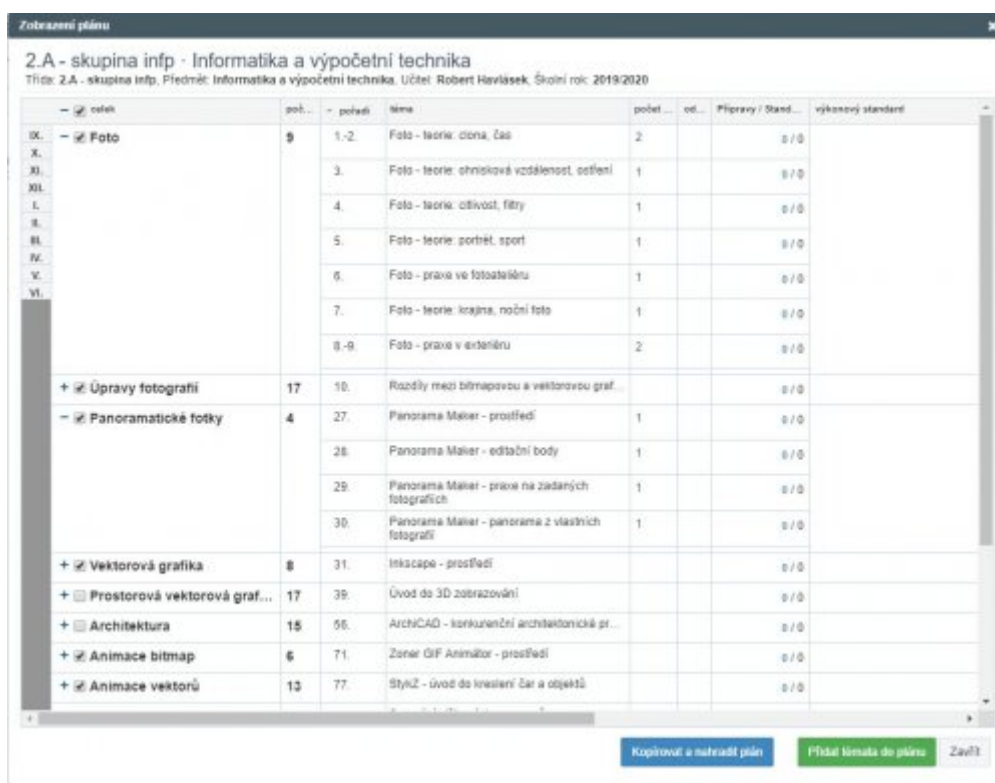 Zobrazení plánu
2.A - skupina infp · Informatika a výpočetní technika
Třída: 2.A - skupina infp, Předmět: Informatika a výpočetní technika, Učitel: Robert Havlásek, Školní rok: 2019/2020
celek poč... pořadí téma počet ... od... Přípravy / Stand... výkonový standard
IX.
X.
XI.
XII.
I.
II.
III.
IV.
V.
VI.
− Foto 9 1.-2. Foto - teorie: clona, čas 2 0 / 0
3. Foto - teorie: ohnisková vzdálenost, ostření 1 0 / 0
4. Foto - teorie: citlivost, filtry 1 0 / 0
5. Foto - teorie: portrét, sport 1 0 / 0
6. Foto - praxe ve fotoateliéru 1 0 / 0
7. Foto - teorie: krajina, noční foto 1 0 / 0
8.-9. Foto - praxe v exteriéru 2 0 / 0
+ Úpravy fotografií 17 10. Rozdíly mezi bitmapovou a vektorovou graf... 0 / 0
− Panoramatické fotky 4 27. Panorama Maker - prostředí 1 0 / 0
28. Panorama Maker - editační body 1 0 / 0
29. Panorama Maker - praxe na zadaných 1 0 / 0
fotografiích
30. Panorama Maker - panorama z vlastních 1 0 / 0
fotografií
+ Vektorová grafika 8 31. Inkscape - prostředí 0 / 0
+ Prostorová vektorová graf... 17 39. Úvod do 3D zobrazování 0 / 0
+ Architektura 15 56. ArchiCAD - konkurenční architektonické pr... 0 / 0
+ Animace bitmap 6 71. Zoner GIF Animátor - prostředí 0 / 0
+ Animace vektorů 13 77. StykZ - úvod do kreslení čar a objektů 0 / 0
Kopírovat a nahradit plán Přidat témata do plánu Zavřít